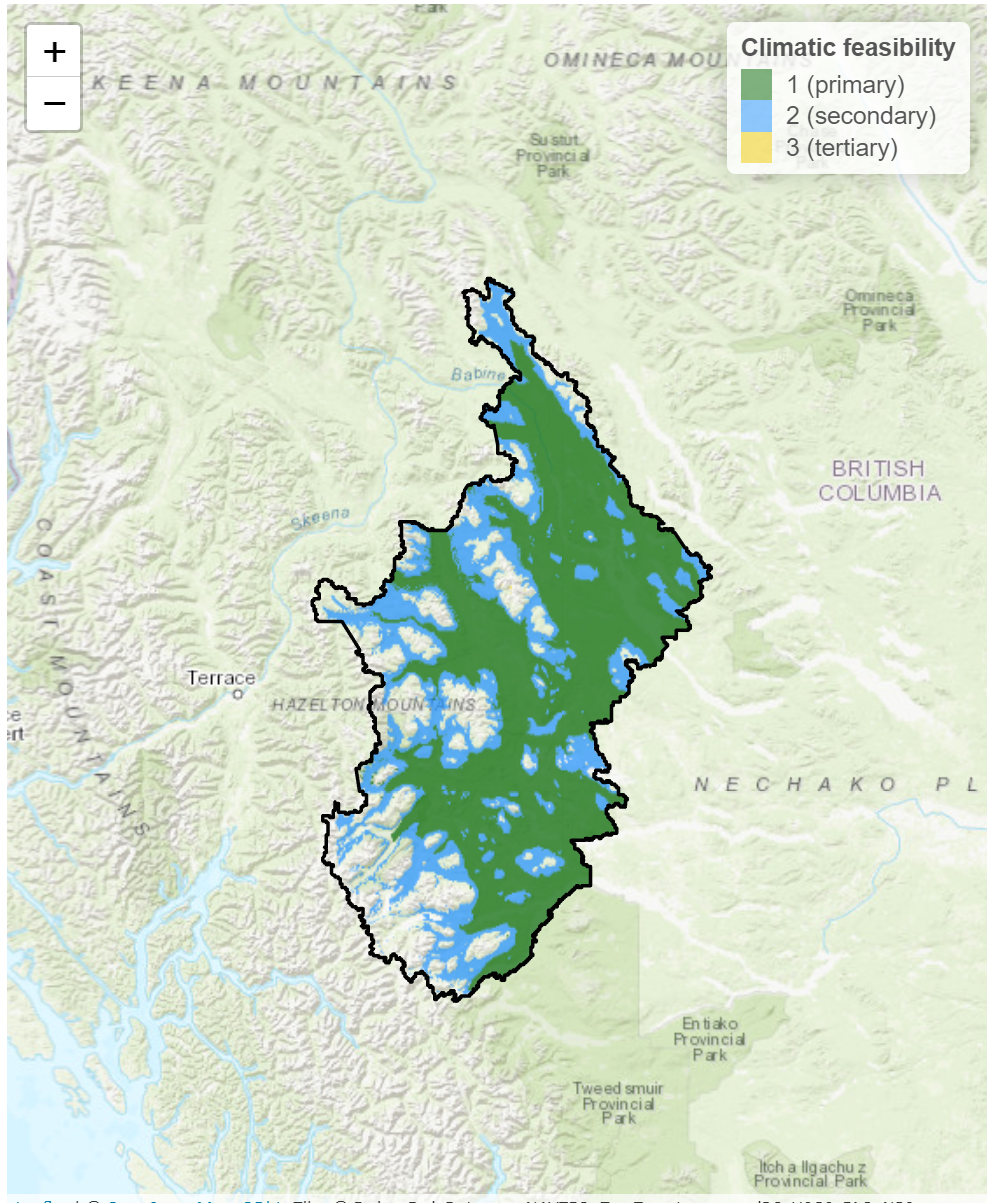 Park
+
−
OMINECA MOUNTAINS
KEENA MOUNTAINS
Climatic feasibility
1 (primary)
2 (secondary)
3 (tertiary)
Sustut
Provincial
Park
Omineca
Provincial
Park
Babine
BRITISH
COLUMBIA
Skeena
COAST MOUNTAINS
Terrace
HAZELTON MOUNTAINS
ce
ert
NECHAKO PL
Entiako
Provincial
Park
Tweedsmuir
Provincial
Park
Itcha Ilgachuz
Provincial Park